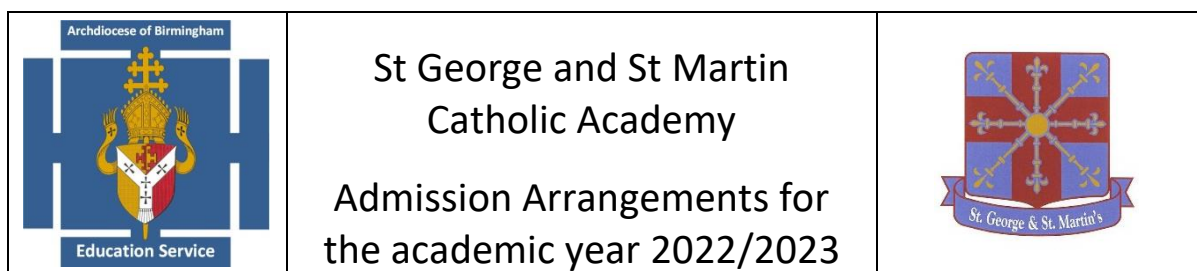 Archdiocese of Birmingham
Education Service
St George and St Martin
Catholic Academy
Admission Arrangements for
the academic year 2022/2023
St. George & St. Martin's